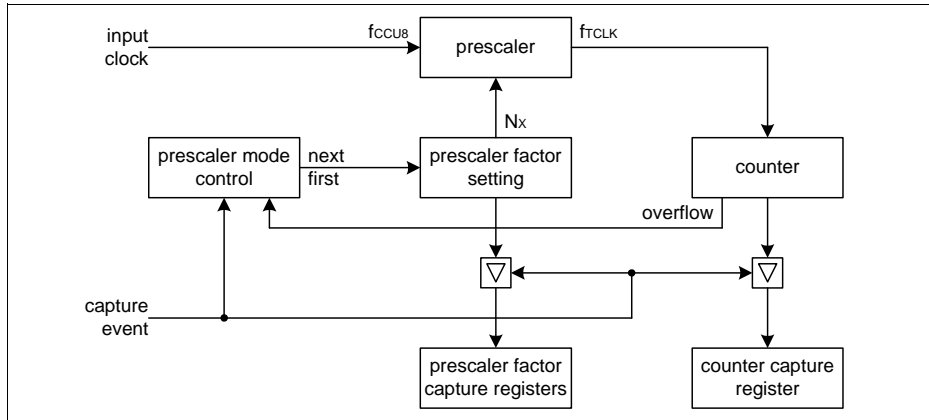 input
clock
fCCU8
prescaler
fTCLK
NX
prescaler mode
control
next
first
prescaler factor
setting
counter
overflow
capture
event
prescaler factor
capture registers
counter capture
register